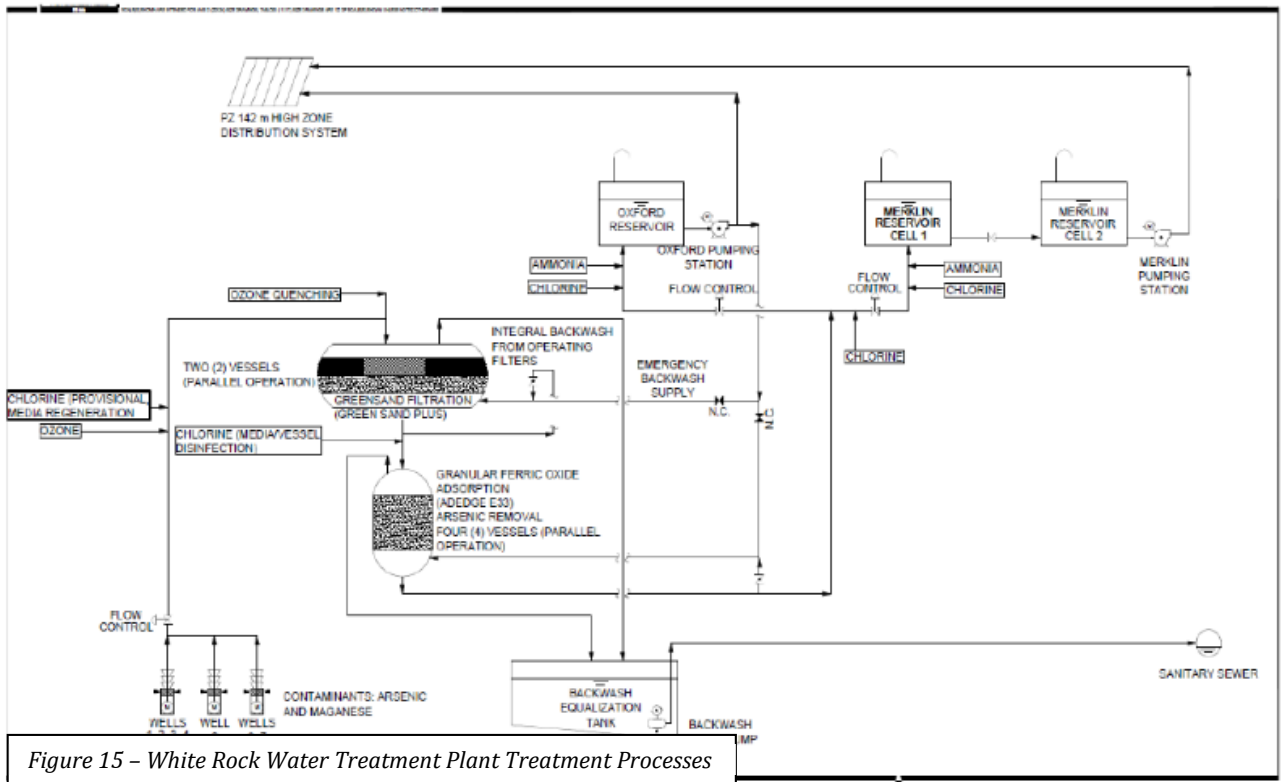 PZ 142 m HIGH ZONE
DISTRIBUTION SYSTEM
OXFORD
RESERVOIR
MERKLIN
RESERVOIR
CELL 1
MERKLIN
RESERVOIR
CELL 2
OXFORD PUMPING
STATION
MERKLIN
PUMPING
STATION
AMMONIA
CHLORINE
FLOW CONTROL
FLOW
CONTROL
AMMONIA
CHLORINE
CHLORINE
OZONE QUENCHING
TWO (2) VESSELS
(PARALLEL OPERATION)
INTEGRAL BACKWASH
FROM OPERATING
FILTERS
GREENSAND FILTRATION
(GREEN SAND PLUS)
EMERGENCY
BACKWASH
SUPPLY
N.C.
N.C.
CHLORINE (PROVISIONAL
MEDIA REGENERATION
OZONE
CHLORINE (MEDIA/VESSEL
DISINFECTION)
GRANULAR FERRIC OXIDE
ADSORPTION
(ADEDGE E33)
ARSENIC REMOVAL
FOUR (4) VESSELS (PARALLEL
OPERATION)
FLOW
CONTROL
M
M
M
WELLS
WELL
WELLS
CONTAMINANTS: ARSENIC
AND MAGANESE
BACKWASH
EQUALIZATION
TANK
BACKWASH
SANITARY SEWER
Figure 15 – White Rock Water Treatment Plant Treatment Processes